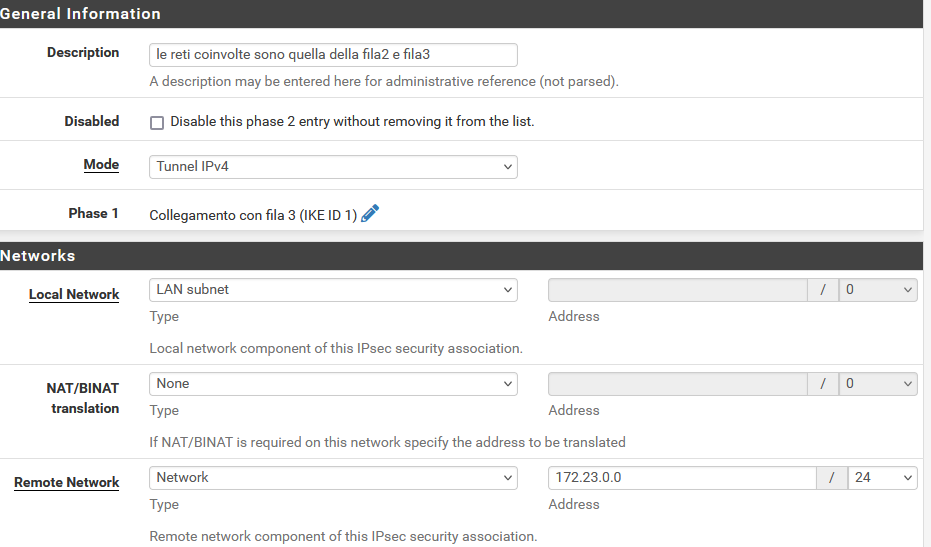 General Information
Description
le reti coinvolte sono quella della fila2 e fila3
A description may be entered here for administrative reference (not parsed).
Disabled
Disable this phase 2 entry without removing it from the list.
Mode
Tunnel IPv4
Phase 1
Collegamento con fila 3 (IKE ID 1)
Networks
Local Network
LAN subnet
/ 0
Type
Address
Local network component of this IPsec security association.
NAT/BINAT
translation
None
/ 0
Type
Address
If NAT/BINAT is required on this network specify the address to be translated
Remote Network
Network
172.23.0.0 / 24
Type
Address
Remote network component of this IPsec security association.